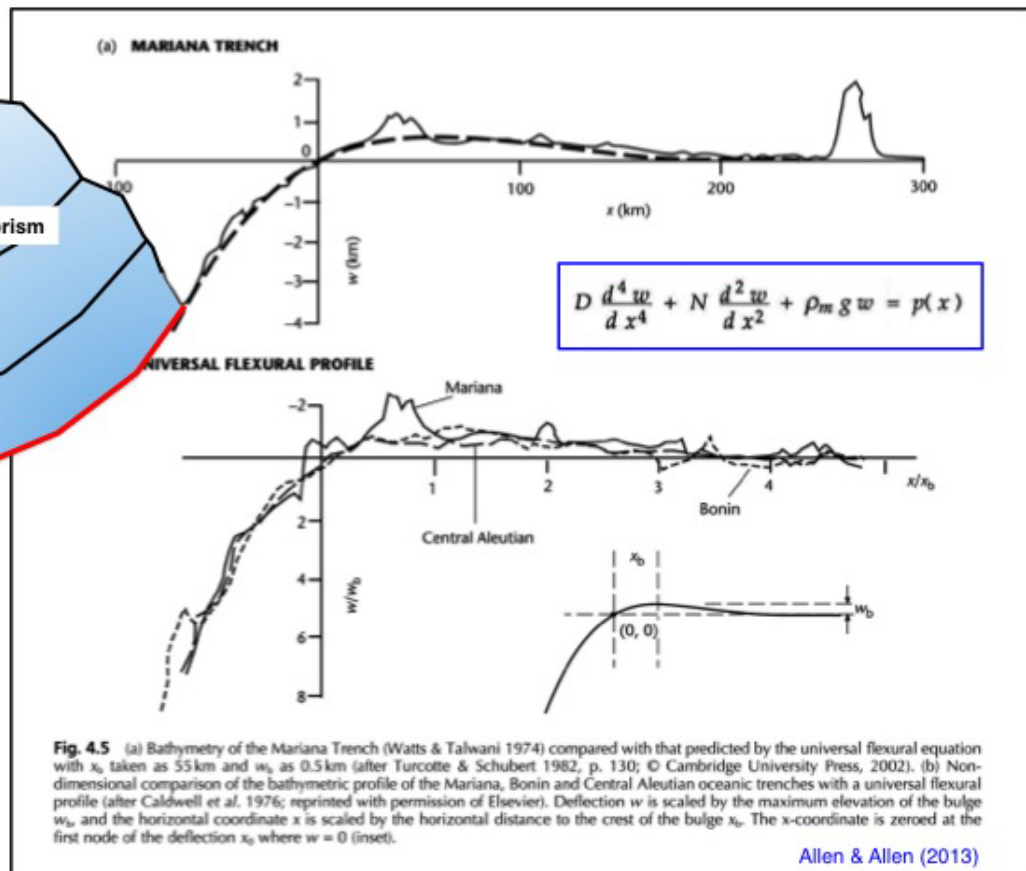 (a) MARIANA TRENCH
2
1
0
100
100
200
300
x (km)
-1
-2
-3
-4
w (km)
D d⁴ w / d x⁴ + N d² w / d x² + ρm g w = p( x )
NIVERSAL FLEXURAL PROFILE
-2
Mariana
1
2
3
4
x/xb
Bonin
Central Aleutian
2
4
6
8
w/wb
xb
wb
(0, 0)
Fig. 4.5 (a) Bathymetry of the Mariana Trench (Watts & Talwani 1974) compared with that predicted by the universal flexural equation
with xb taken as 55 km and wb as 0.5 km (after Turcotte & Schubert 1982, p. 130; © Cambridge University Press, 2002). (b) Non-
dimensional comparison of the bathymetric profile of the Mariana, Bonin and Central Aleutian oceanic trenches with a universal flexural
profile (after Caldwell et al. 1976; reprinted with permission of Elsevier). Deflection w is scaled by the maximum elevation of the bulge
wb, and the horizontal coordinate x is scaled by the horizontal distance to the crest of the bulge xb. The x-coordinate is zeroed at the
first node of the deflection x0 where w = 0 (inset).
Allen & Allen (2013)